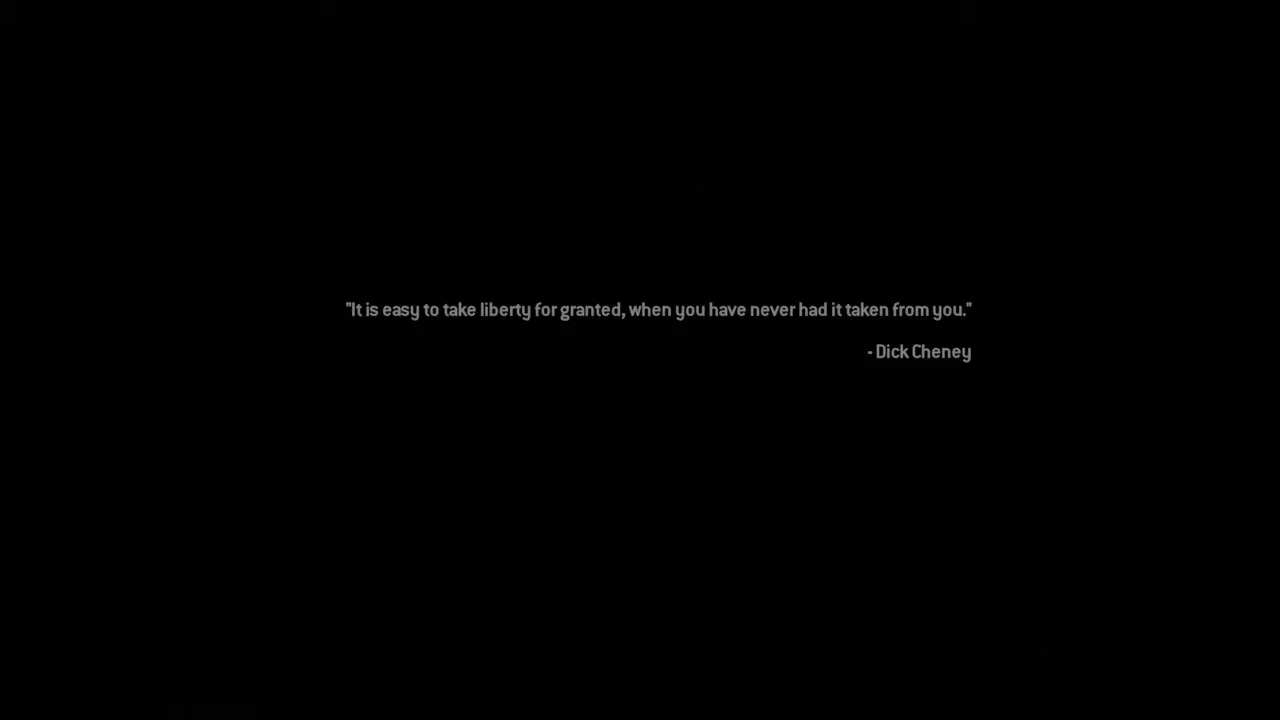 "It is easy to take liberty for granted, when you have never had it taken from you."
- Dick Cheney